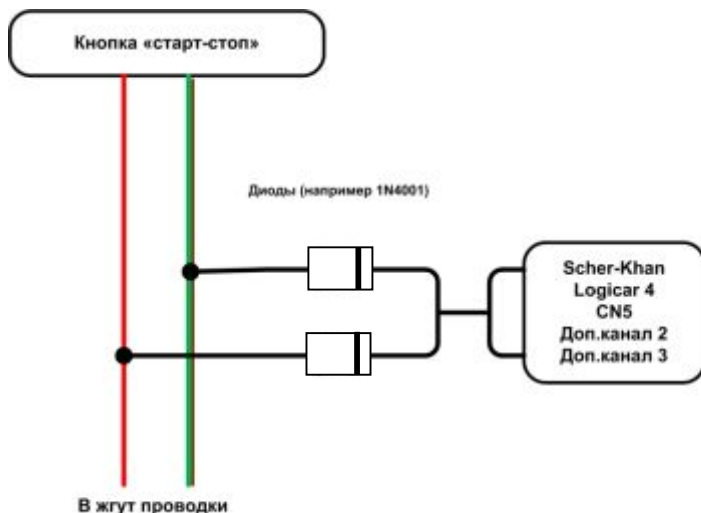 Кнопка «старт-стоп»
Диоды (например 1N4001)
Scher-Khan
Logicar 4
CN5
Доп.канал 2
Доп.канал 3
В жгут проводки